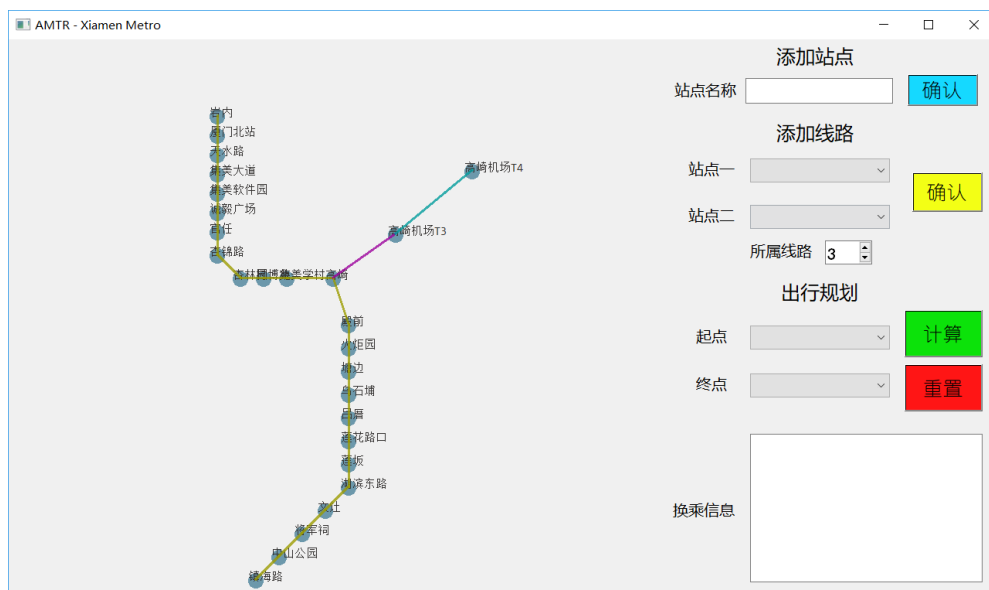 AMTR - Xiamen Metro
添加站点
站点名称
确认
添加线路
站点一
站点二
确认
所属线路
3
出行规划
起点
计算
终点
重置
换乘信息
岩内
厦门北站
天水路
集美大道
集美软件园
诚毅广场
官任
杏锦路
杏林
集美学村
高崎
高崎机场T3
高崎机场T4
殿前
火炬园
塘边
乌石埔
吕厝
莲花路口
莲坂
湖滨东路
文灶
将军祠
中山公园
镇海路